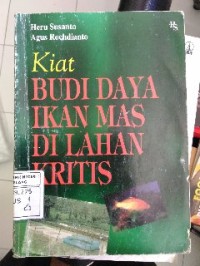 Heru Susanto
Agus Rochdianto
Kiat
BUDI DAYA
IKAN MAS
DI LAHAN
KRITIS